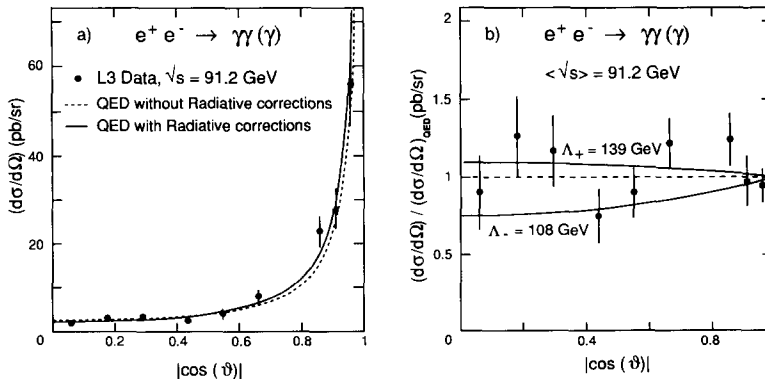 a) e⁺ e⁻ → γγ (γ)
L3 Data, √s = 91.2 GeV
QED without Radiative corrections
QED with Radiative corrections
(dσ/dΩ) (pb/sr)
60
40
20
0
0 0.2 0.4 0.6 0.8 1
|cos (ϑ)|
b) e⁺ e⁻ → γγ (γ)
<√s> = 91.2 GeV
(dσ/dΩ) / (dσ/dΩ)QED (pb/sr)
2
1.5
1
0.5
0
Λ₊ = 139 GeV
Λ₋ = 108 GeV
0 0.4 0.8
|cos (ϑ)|